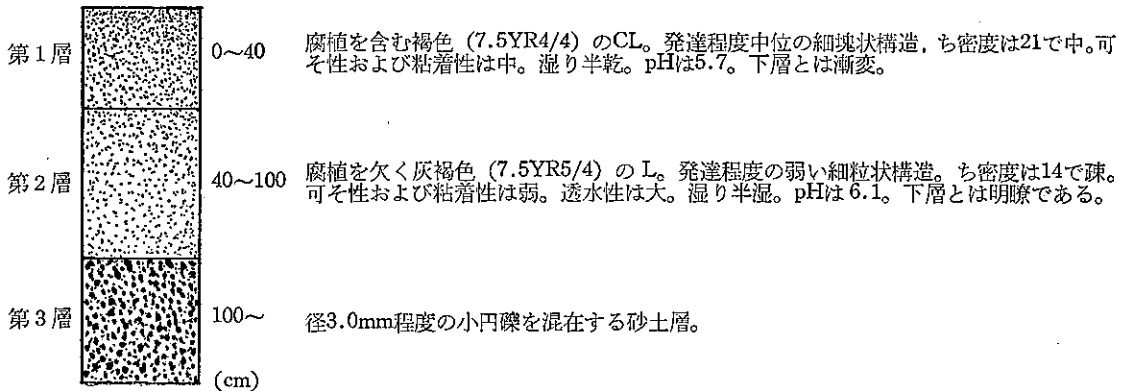 第1層 0～40 腐植を含む褐色 (7.5YR4/4) のCL。発達程度中位の細塊状構造，ち密度は21で中。可
そ性および粘着性は中。湿り半乾。pHは5.7。下層とは漸変。
第2層 40～100 腐植を欠く灰褐色 (7.5YR5/4) の L。発達程度の弱い細粒状構造。ち密度は14で疎。
可そ性および粘着性は弱。透水性は大。湿り半湿。pHは 6.1。下層とは明瞭である。
第3層 100～ 径3.0mm程度の小円礫を混在する砂土層。
(cm)